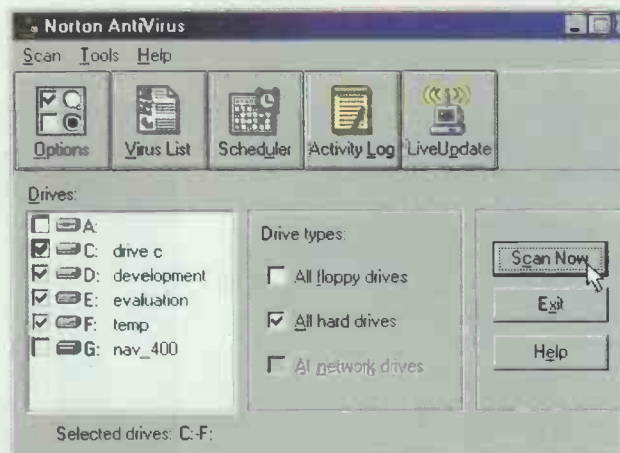 Norton AntiVirus
Scan Tools Help
Options Virus List Scheduler Activity Log LiveUpdate
Drives:
A:
C: drive c
D: development
E: evaluation
F: temp
G: nav_400
Drive types:
All floppy drives
All hard drives
All network drives
Scan Now
Exit
Help
Selected drives: C:-F: